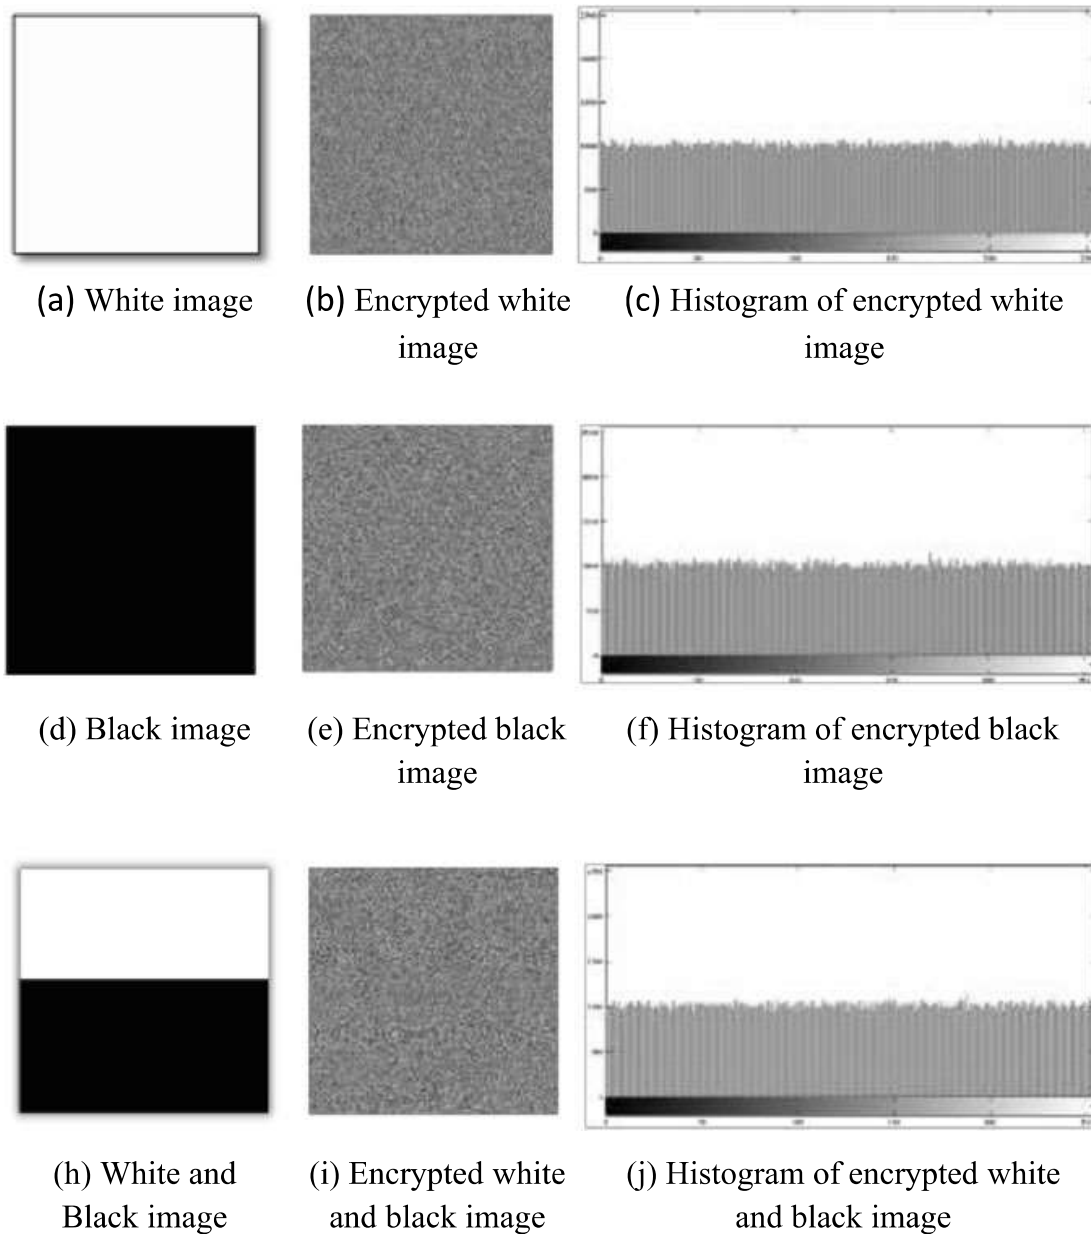 (a) White image
(b) Encrypted white
image
(c) Histogram of encrypted white
image
(d) Black image
(e) Encrypted black
image
(f) Histogram of encrypted black
image
(h) White and
Black image
(i) Encrypted white
and black image
(j) Histogram of encrypted white
and black image